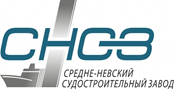 СНСЗ
СРЕДНЕ-НЕВСКИЙ
СУДОСТРОИТЕЛЬНЫЙ ЗАВОД